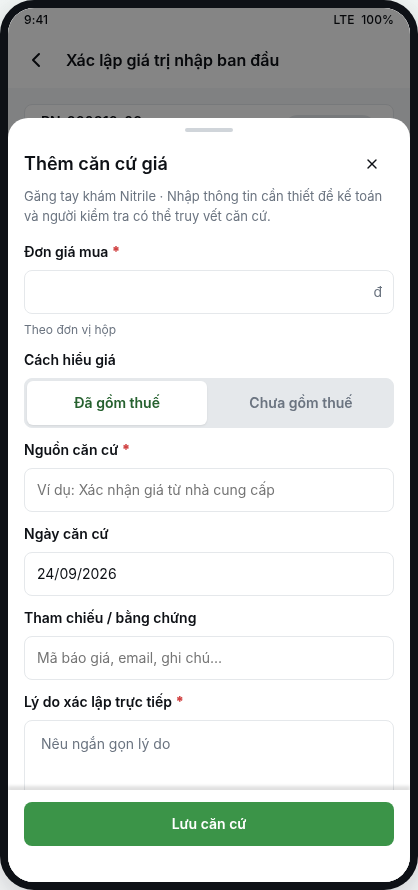 9:41
LTE 100%
Xác lập giá trị nhập ban đầu
Thêm căn cứ giá
Găng tay khám Nitrile · Nhập thông tin cần thiết để kế toán
và người kiểm tra có thể truy vết căn cứ.
Đơn giá mua *
đ
Theo đơn vị hộp
Cách hiểu giá
Đã gồm thuế
Chưa gồm thuế
Nguồn căn cứ *
Ví dụ: Xác nhận giá từ nhà cung cấp
Ngày căn cứ
24/09/2026
Tham chiếu / bằng chứng
Mã báo giá, email, ghi chú...
Lý do xác lập trực tiếp *
Nêu ngắn gọn lý do
Lưu căn cứ